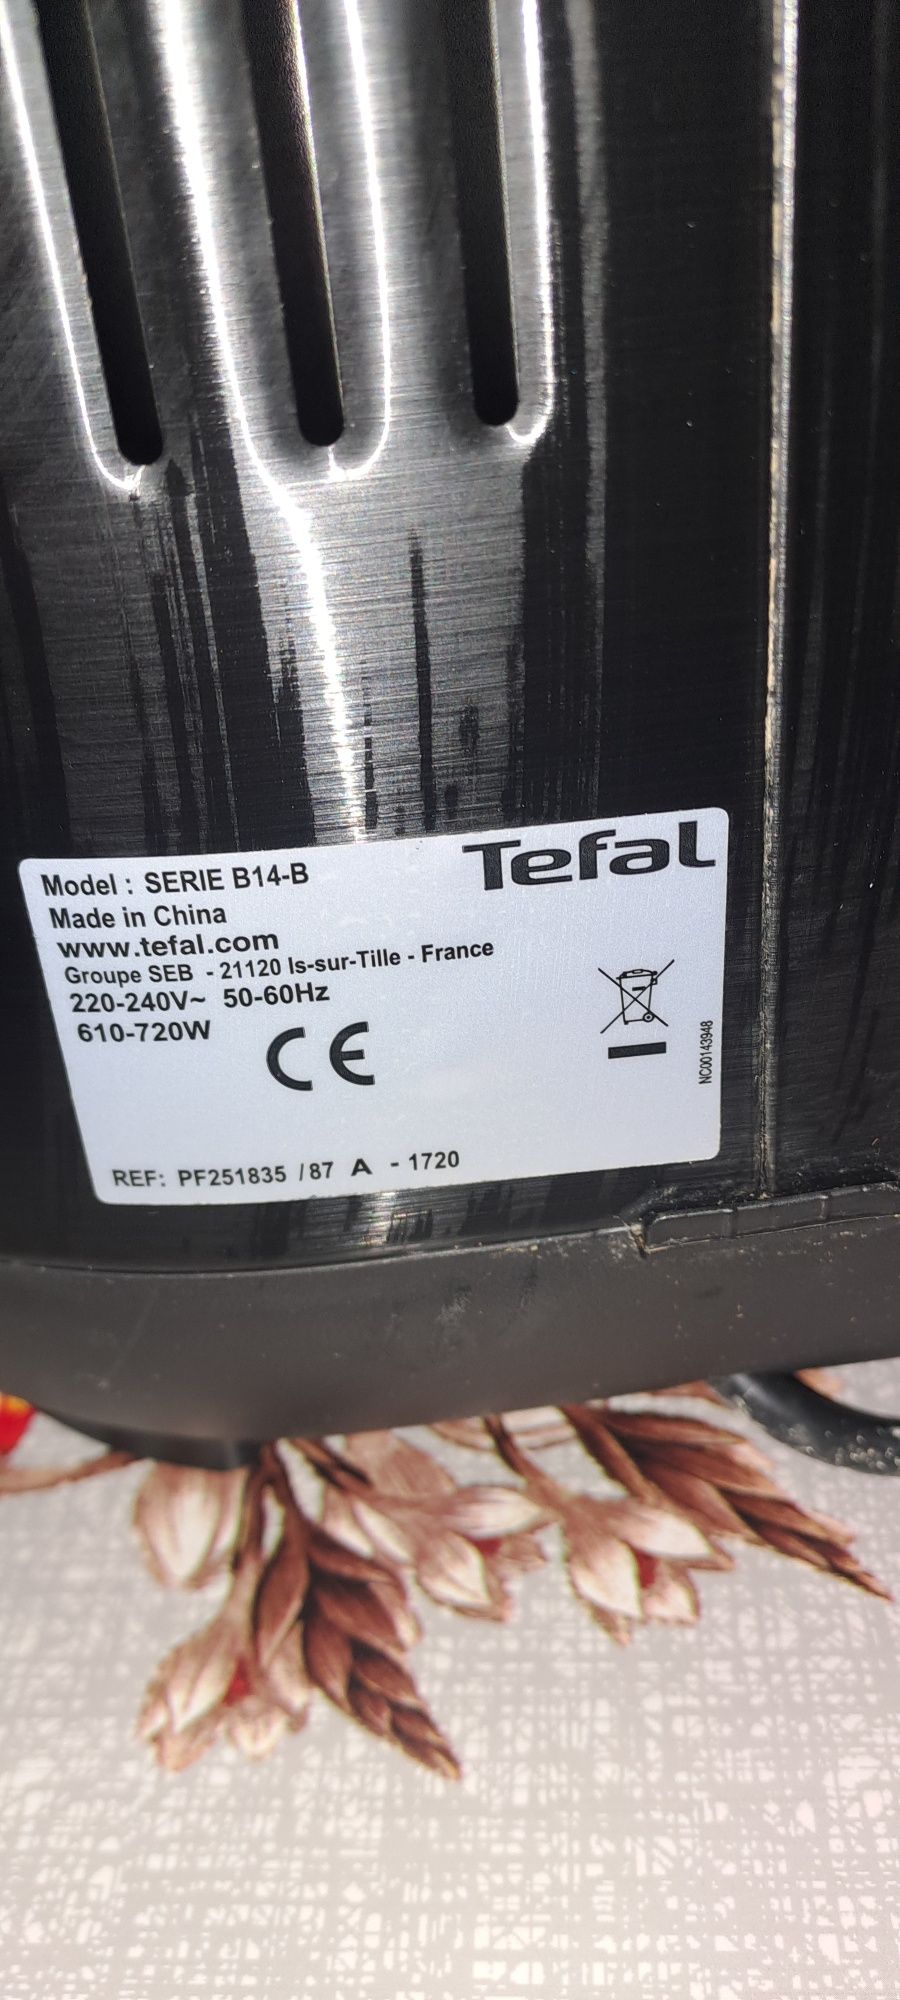 Tefal
Model : SERIE B14-B
Made in China
www.tefal.com
Groupe SEB - 21120 Is-sur-Tille - France
220-240V~ 50-60Hz
610-720W
CE
NC00143948
REF: PF251835 /87 A - 1720